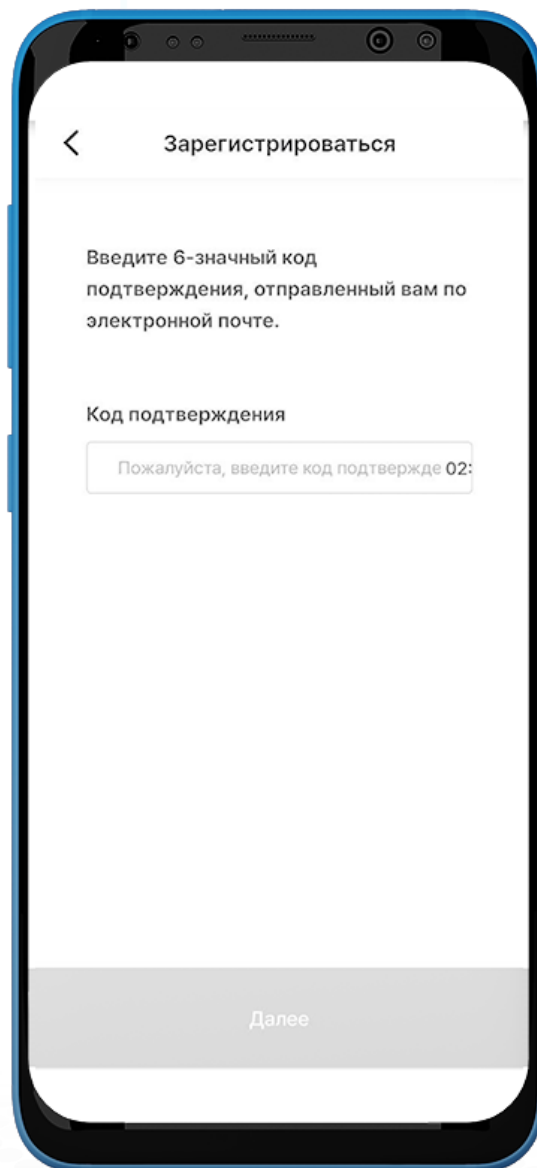 Зарегистрироваться
Введите 6-значный код
подтверждения, отправленный вам по
электронной почте.
Код подтверждения
Пожалуйста, введите код подтвержде 02:
Далее